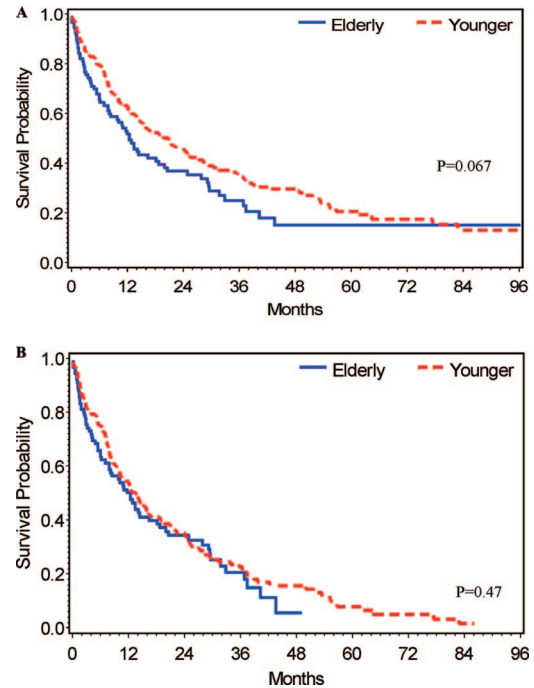 A
Elderly Younger
Survival Probability
1.0
0.8
0.6
0.4
0.2
0.0
P=0.067
0 12 24 36 48 60 72 84 96
Months
B
Elderly Younger
Survival Probability
1.0
0.8
0.6
0.4
0.2
0.0
P=0.47
0 12 24 36 48 60 72 84 96
Months